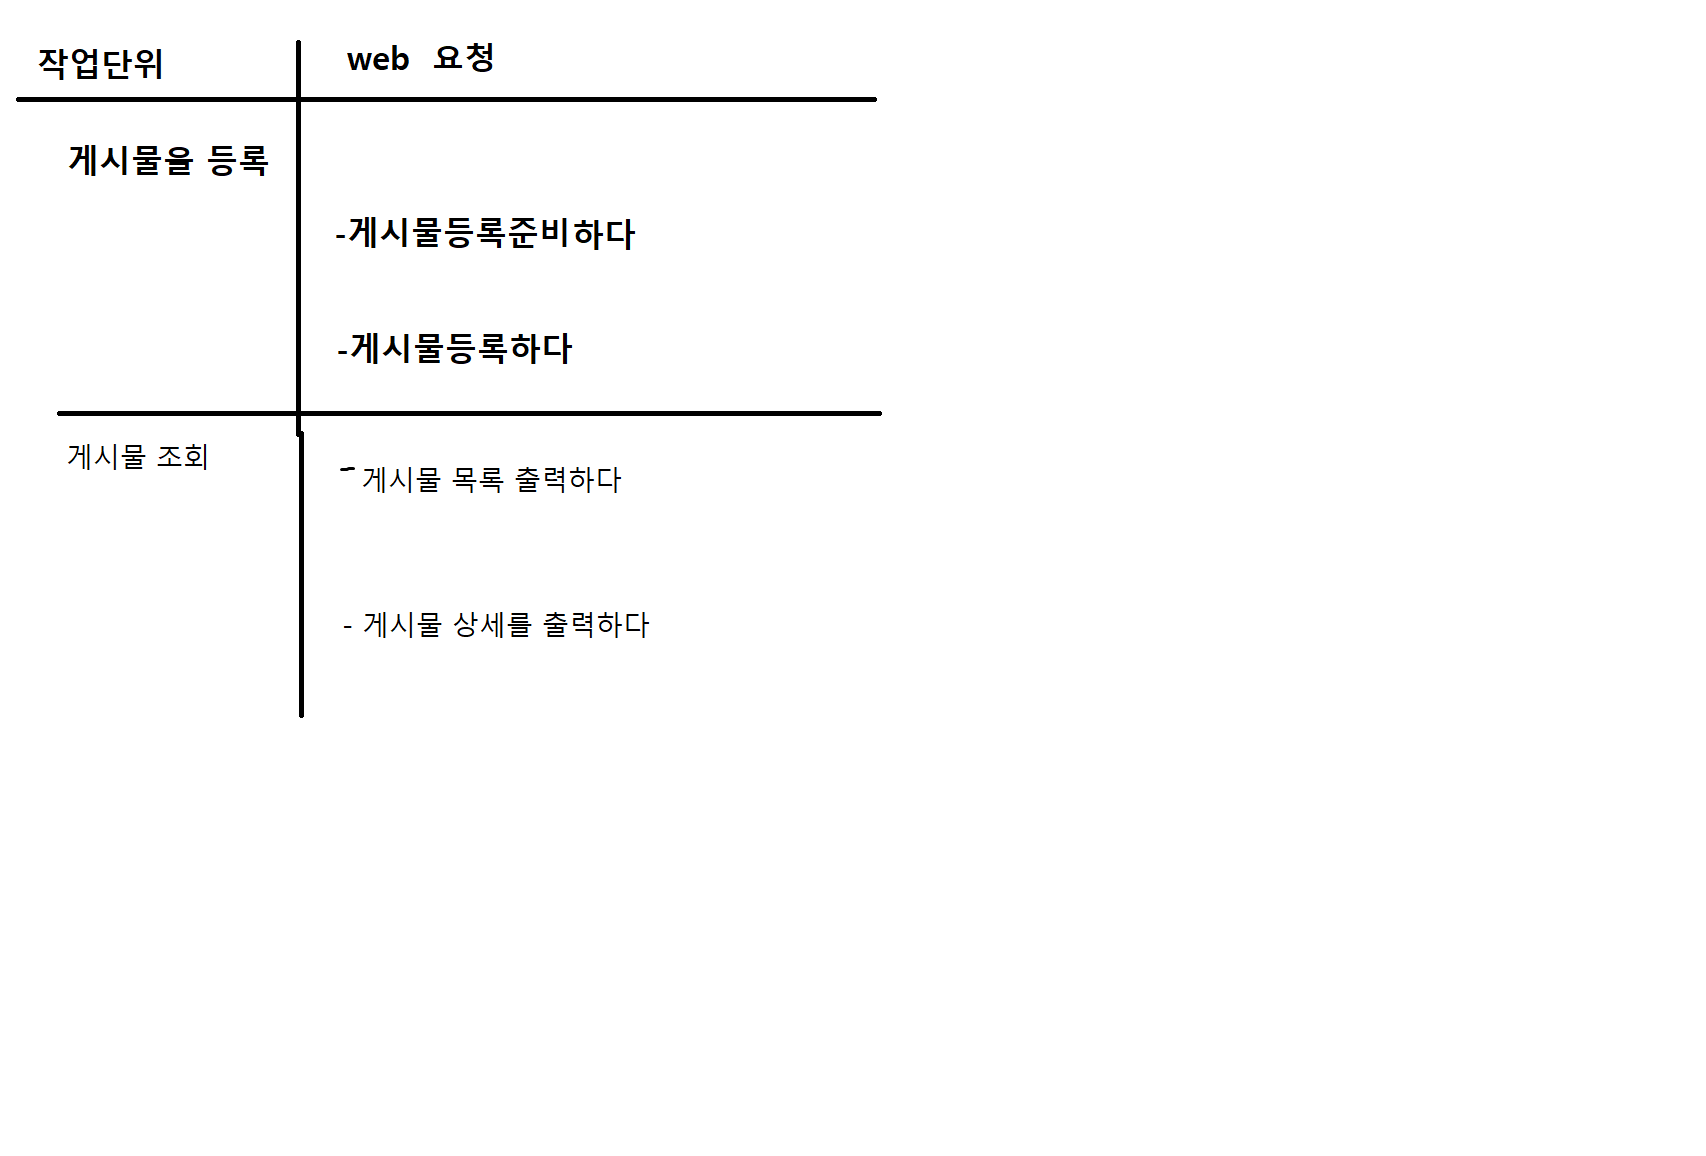 작업단위 web 요청
게시물을 등록
-게시물등록준비하다
-게시물등록하다
게시물 조회
- 게시물 목록 출력하다
- 게시물 상세를 출력하다